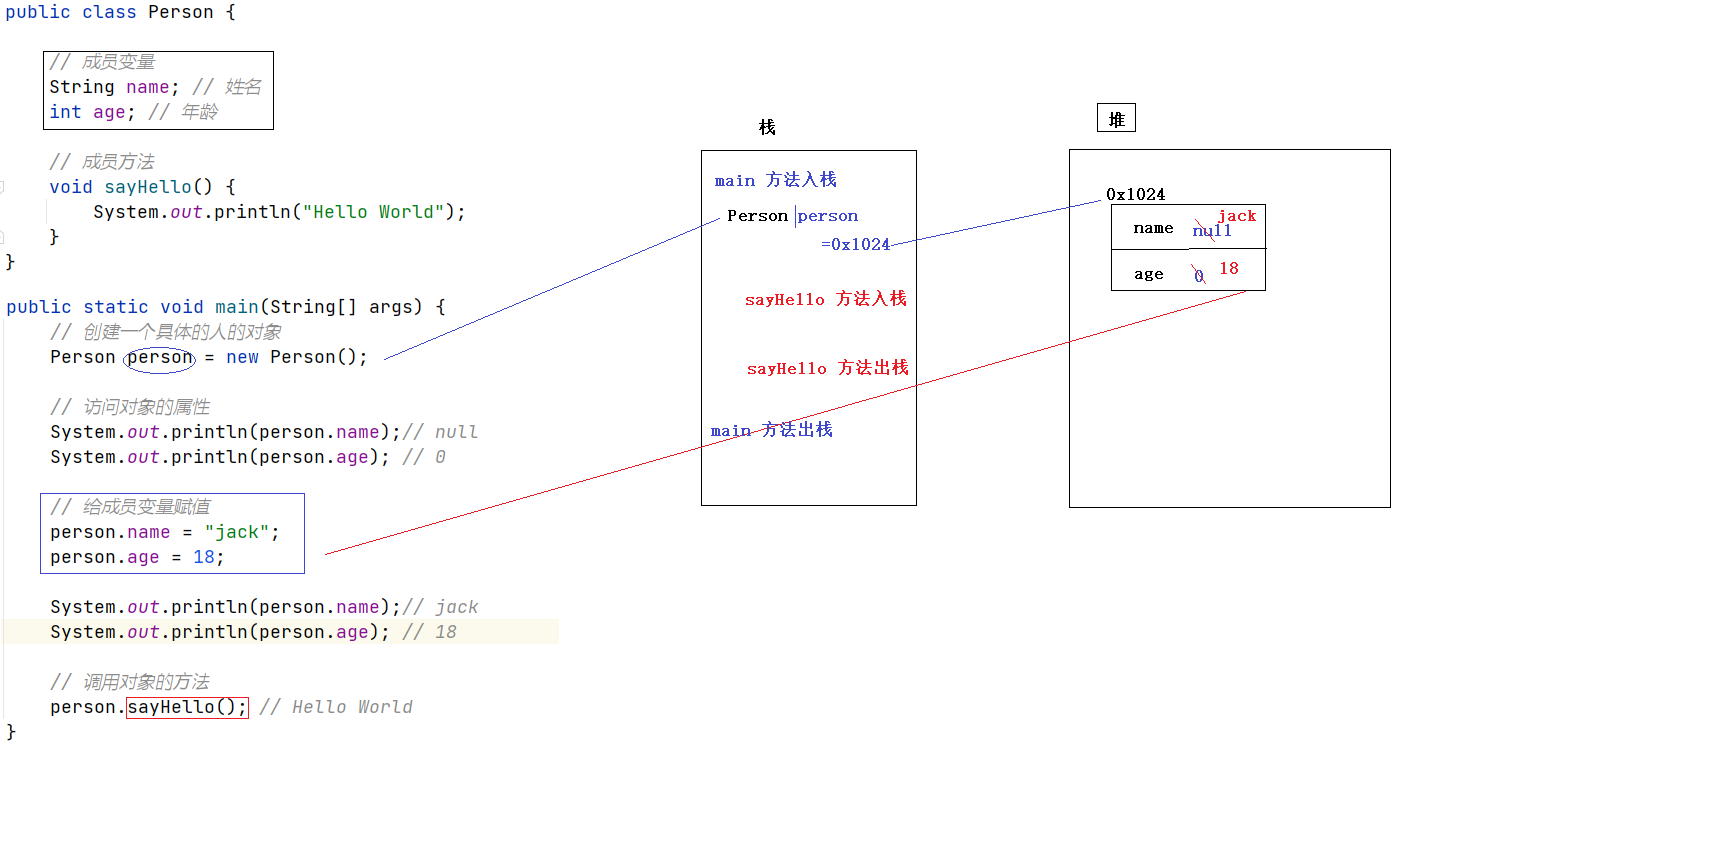 public class Person {
// 成员变量
String name; // 姓名
int age; // 年龄
// 成员方法
void sayHello() {
System.out.println("Hello World");
}
}
public static void main(String[] args) {
// 创建一个具体的人的对象
Person person = new Person();
// 访问对象的属性
System.out.println(person.name);// null
System.out.println(person.age); // 0
// 给成员变量赋值
person.name = "jack";
person.age = 18;
System.out.println(person.name);// jack
System.out.println(person.age); // 18
// 调用对象的方法
person.sayHello(); // Hello World
}
栈
main 方法入栈
Person person
=0x1024
sayHello 方法入栈
sayHello 方法出栈
main 方法出栈
堆
0x1024
name null jack
age 0 18